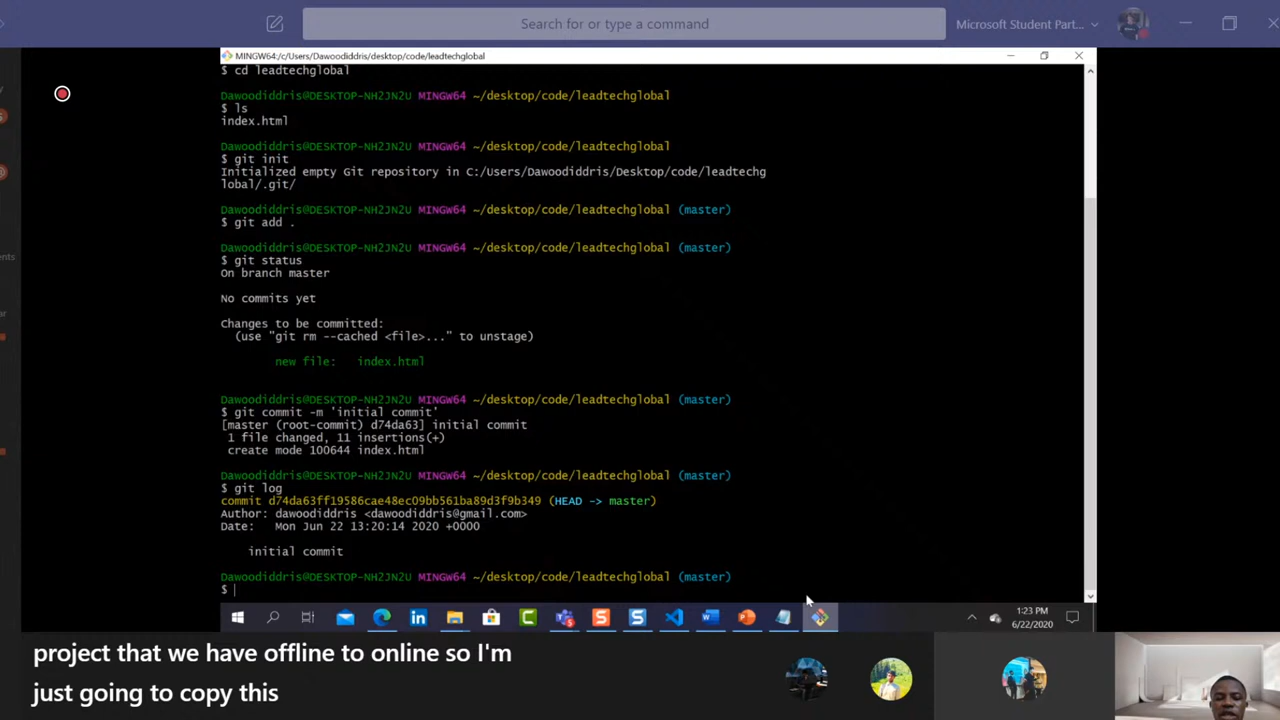 Search for or type a command
Microsoft Student Part...
MINGW64:/c/Users/Dawoodiddris/desktop/code/leadtechglobal
$ cd leadtechglobal
Dawoodiddris@DESKTOP-NH2JN2U MINGW64 ~/desktop/code/leadtechglobal
$ ls
index.html
Dawoodiddris@DESKTOP-NH2JN2U MINGW64 ~/desktop/code/leadtechglobal
$ git init
Initialized empty Git repository in C:/Users/Dawoodiddris/Desktop/code/leadtechg
lobal/.git/
Dawoodiddris@DESKTOP-NH2JN2U MINGW64 ~/desktop/code/leadtechglobal (master)
$ git add .
Dawoodiddris@DESKTOP-NH2JN2U MINGW64 ~/desktop/code/leadtechglobal (master)
$ git status
On branch master
No commits yet
Changes to be committed:
(use "git rm --cached <file>..." to unstage)
new file:   index.html
Dawoodiddris@DESKTOP-NH2JN2U MINGW64 ~/desktop/code/leadtechglobal (master)
$ git commit -m 'initial commit'
[master (root-commit) d74da63] initial commit
1 file changed, 11 insertions(+)
create mode 100644 index.html
Dawoodiddris@DESKTOP-NH2JN2U MINGW64 ~/desktop/code/leadtechglobal (master)
$ git log
commit d74da63ff19586cae48ec09bb561ba89d3f9b349 (HEAD -> master)
Author: dawoodiddris <dawoodiddris@gmail.com>
Date:   Mon Jun 22 13:20:14 2020 +0000
initial commit
Dawoodiddris@DESKTOP-NH2JN2U MINGW64 ~/desktop/code/leadtechglobal (master)
$
1:23 PM
6/22/2020
project that we have offline to online so I'm
just going to copy this